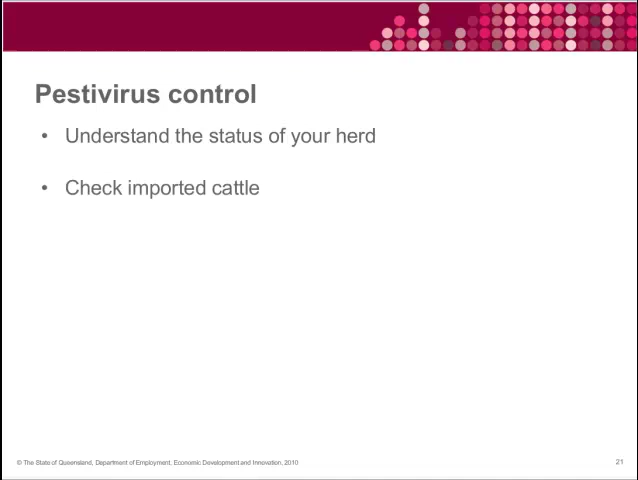 Pestivirus control
• Understand the status of your herd
• Check imported cattle
© The State of Queensland, Department of Employment, Economic Development and Innovation, 2010
21